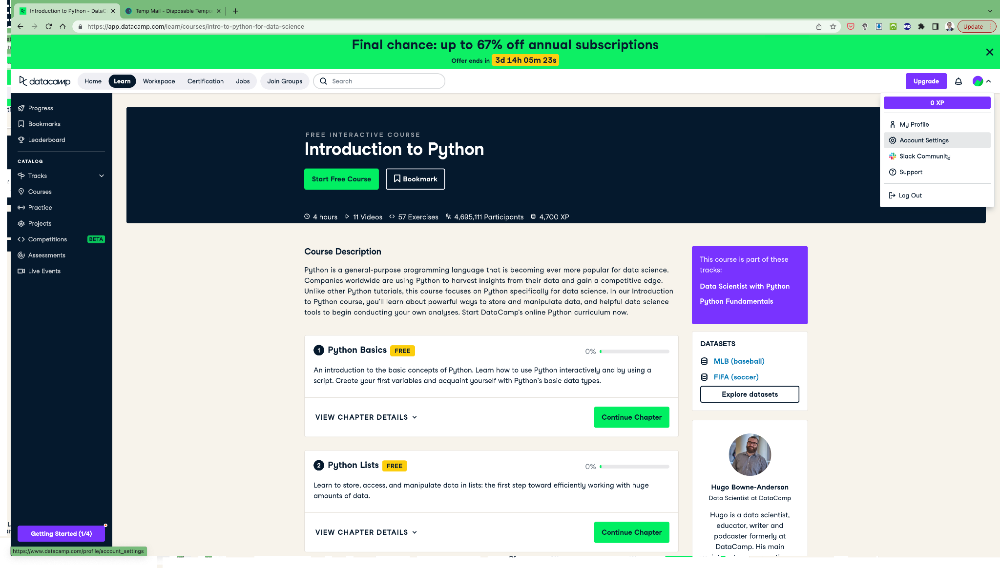 Introduction to Python - DataC
Temp Mail - Disposable Tempo
https://app.datacamp.com/learn/courses/intro-to-python-for-data-science
MD
Update
Final chance: up to 67% off annual subscriptions
Offer ends in 3d 14h 05m 23s
datacamp
Home
Learn
Workspace
Certification
Jobs
Join Groups
Search
Upgrade
0 XP
My Profile
Account Settings
Slack Community
Support
Log Out
Progress
Bookmarks
Leaderboard
CATALOG
Tracks
Courses
Practice
Projects
Competitions BETA
Assessments
Live Events
Getting Started (1/4)
https://www.datacamp.com/profile/account_settings
FREE INTERACTIVE COURSE
Introduction to Python
Start Free Course
Bookmark
4 hours 11 Videos 57 Exercises 4,695,111 Participants 4,700 XP
Course Description
Python is a general-purpose programming language that is becoming ever more popular for data science.
Companies worldwide are using Python to harvest insights from their data and gain a competitive edge.
Unlike other Python tutorials, this course focuses on Python specifically for data science. In our Introduction
to Python course, you'll learn about powerful ways to store and manipulate data, and helpful data science
tools to begin conducting your own analyses. Start DataCamp's online Python curriculum now.
1 Python Basics FREE
0%
An introduction to the basic concepts of Python. Learn how to use Python interactively and by using a
script. Create your first variables and acquaint yourself with Python's basic data types.
VIEW CHAPTER DETAILS
Continue Chapter
2 Python Lists FREE
0%
Learn to store, access, and manipulate data in lists: the first step toward efficiently working with huge
amounts of data.
VIEW CHAPTER DETAILS
Continue Chapter
This course is part of these
tracks:
Data Scientist with Python
Python Fundamentals
DATASETS
MLB (baseball)
FIFA (soccer)
Explore datasets
Hugo Bowne-Anderson
Data Scientist at DataCamp
Hugo is a data scientist,
educator, writer and
podcaster formerly at
DataCamp. His main